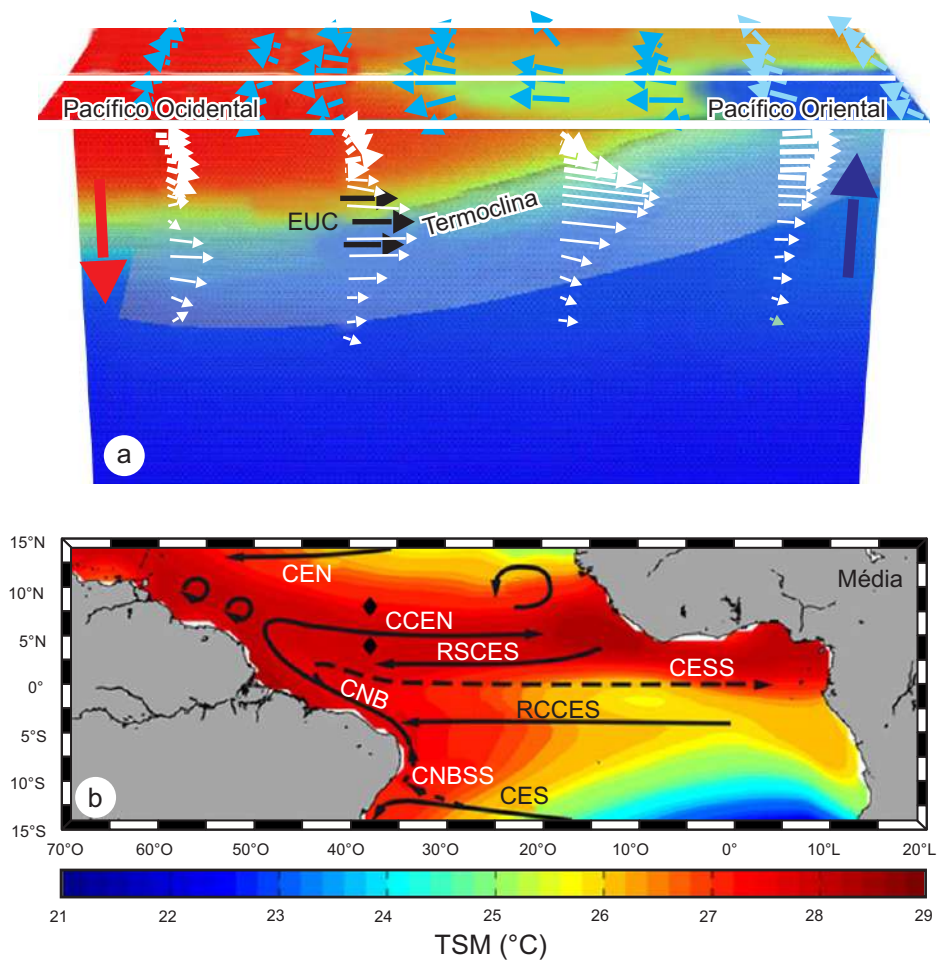 Pacífico Ocidental
Pacífico Oriental
EUC
Termoclina
a
15°N
10°N
5°N
0°
5°S
10°S
15°S
Média
CEN
CCEN
RSCES
CESS
CNB
RCCES
CNBSS
CES
b
70°O 60°O 50°O 40°O 30°O 20°O 10°O 0° 10°L 20°L
21 22 23 24 25 26 27 28 29
TSM (°C)